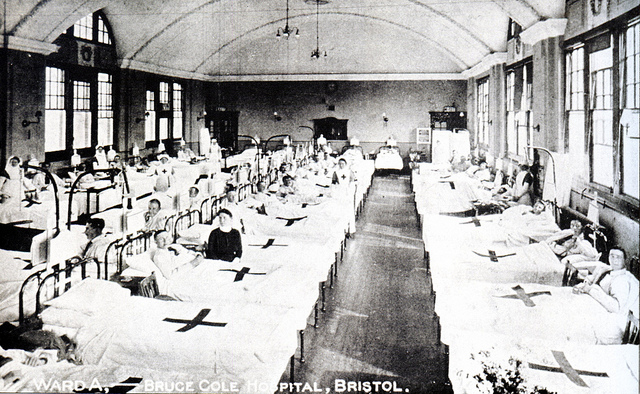 WARD A, — BRUCE COLE HOSPITAL, BRISTOL.